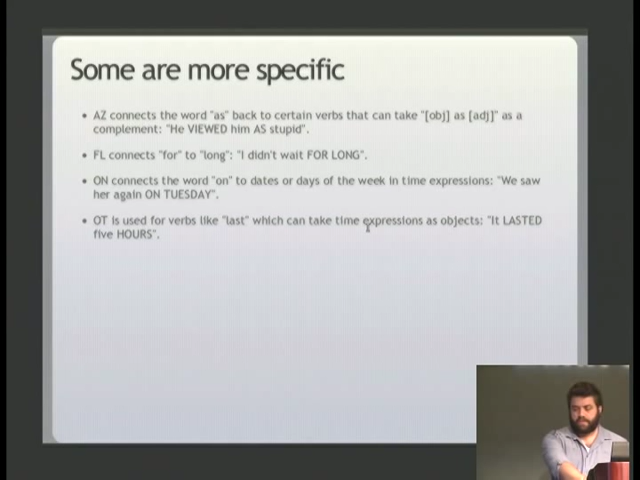 Some are more specific
• AZ connects the word "as" back to certain verbs that can take "[obj] as [adj]" as a
complement: "He VIEWED him AS stupid".
• FL connects "for" to "long": "I didn't wait FOR LONG".
• ON connects the word "on" to dates or days of the week in time expressions: "We saw
her again ON TUESDAY".
• OT is used for verbs like "last" which can take time expressions as objects: "It LASTED
five HOURS".